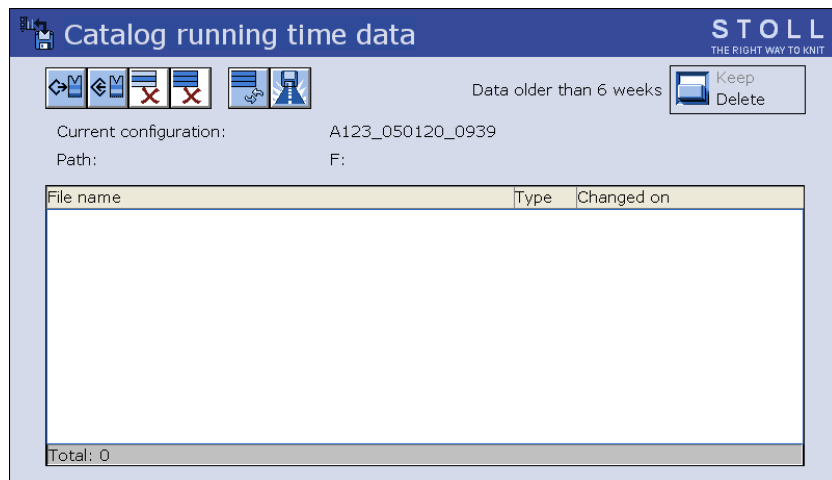 Catalog running time data
STOLL
THE RIGHT WAY TO KNIT
Data older than 6 weeks
Keep
Delete
Current configuration: A123_050120_0939
Path: F:
File name Type Changed on
Total: 0